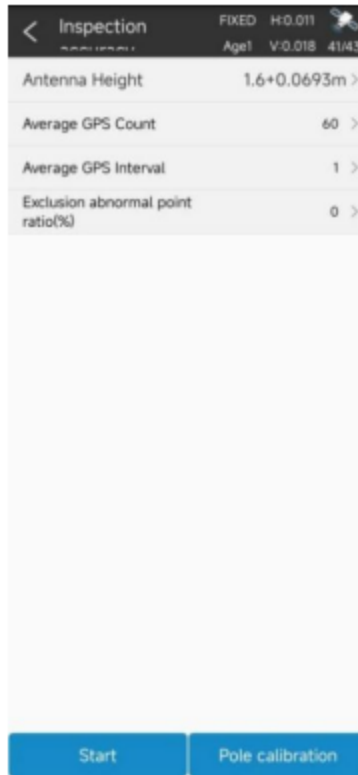 Inspection
FIXED H:0.011
Age1 V:0.018 41/43
Antenna Height 1.6+0.0693m >
Average GPS Count 60 >
Average GPS Interval 1 >
Exclusion abnormal point
ratio(%) 0 >
Start Pole calibration